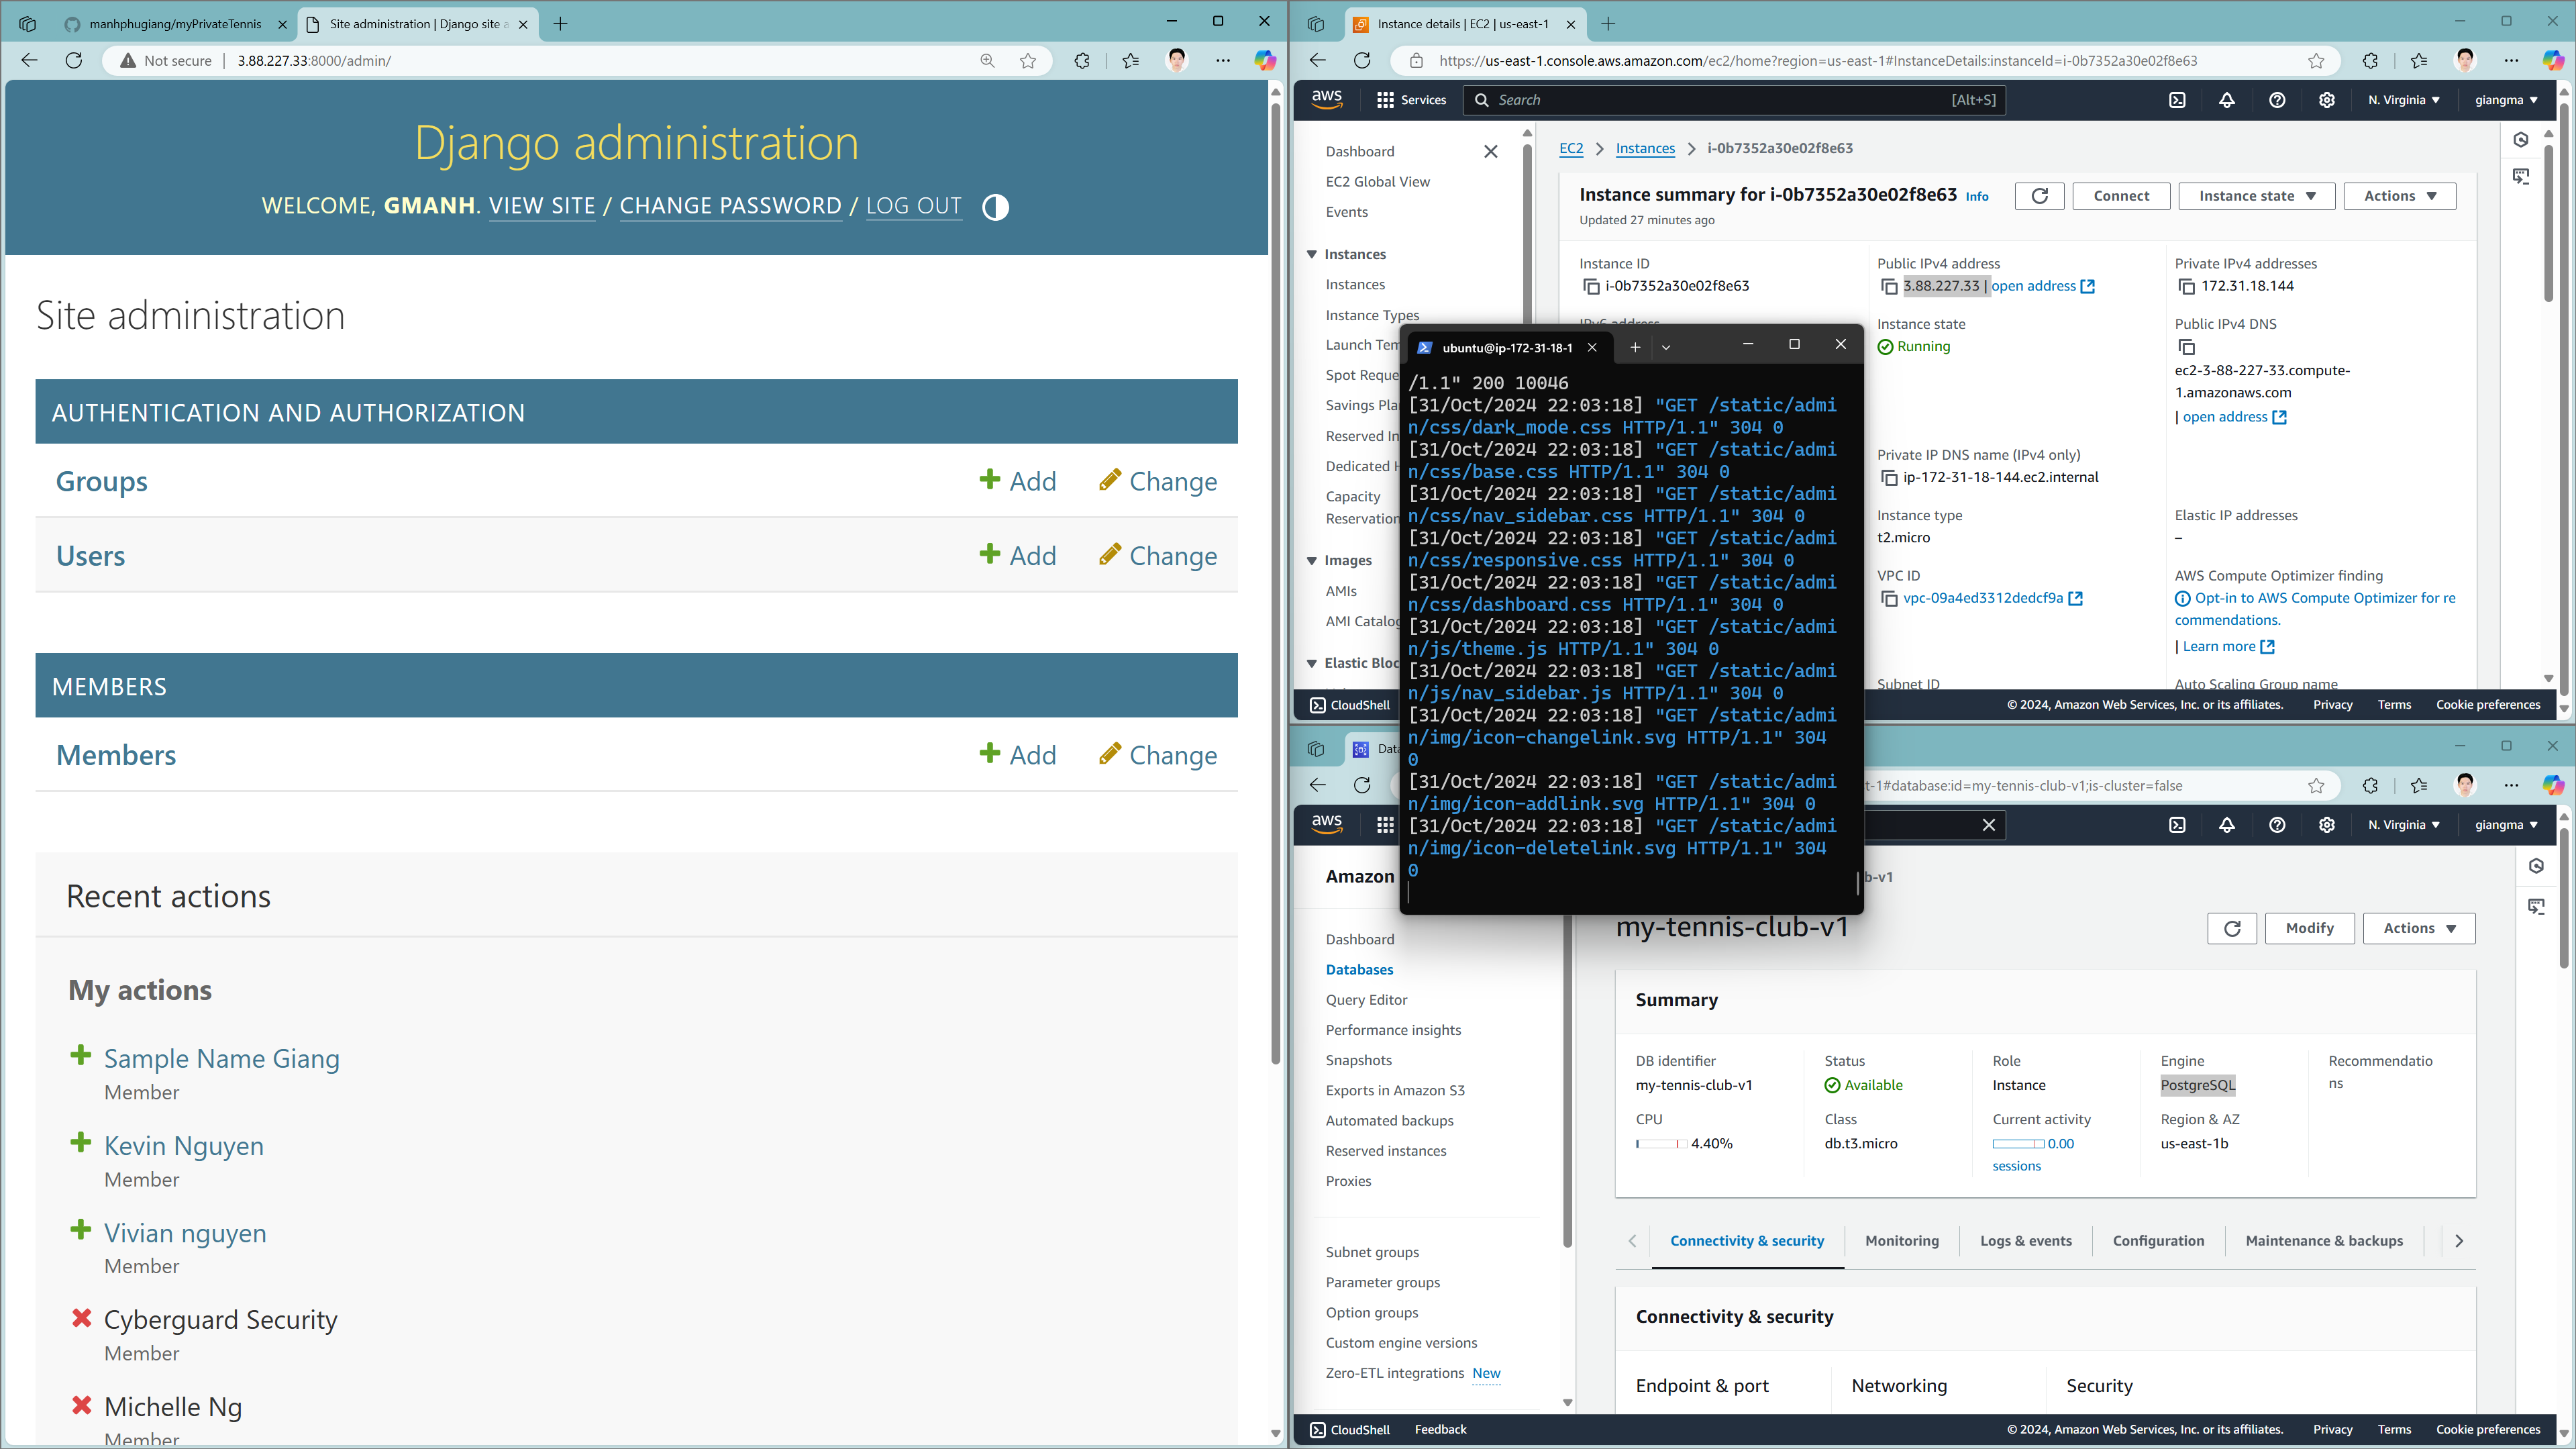 manhphugiang/myPrivateTennis
Site administration | Django site a
Not secure
3.88.227.33:8000/admin/
Django administration
WELCOME, GMANH. VIEW SITE / CHANGE PASSWORD / LOG OUT
Site administration
AUTHENTICATION AND AUTHORIZATION
Groups Add Change
Users Add Change
MEMBERS
Members Add Change
Recent actions
My actions
Sample Name Giang
Member
Kevin Nguyen
Member
Vivian nguyen
Member
Cyberguard Security
Member
Michelle Ng
Member
Instance details | EC2 | us-east-1
https://us-east-1.console.aws.amazon.com/ec2/home?region=us-east-1#InstanceDetails:instanceId=i-0b7352a30e02f8e63
aws Services Search [Alt+S] N. Virginia giangma
Dashboard
EC2 Global View
Events
Instances
Instances
Instance Types
Launch Tem
Spot Reque
Savings Pla
Reserved In
Dedicated H
Capacity
Reservation
Images
AMIs
AMI Catalog
Elastic Bloc
EC2 > Instances > i-0b7352a30e02f8e63
Instance summary for i-0b7352a30e02f8e63 Info
Connect Instance state Actions
Updated 27 minutes ago
Instance ID
i-0b7352a30e02f8e63
IPv6 address
Public IPv4 address
3.88.227.33 | open address
Private IPv4 addresses
172.31.18.144
Instance state
Running
Public IPv4 DNS
ec2-3-88-227-33.compute-
1.amazonaws.com
| open address
Private IP DNS name (IPv4 only)
ip-172-31-18-144.ec2.internal
Instance type
t2.micro
Elastic IP addresses
–
VPC ID
vpc-09a4ed3312dedcf9a
AWS Compute Optimizer finding
Opt-in to AWS Compute Optimizer for re
commendations.
| Learn more
Subnet ID
Auto Scaling Group name
CloudShell
© 2024, Amazon Web Services, Inc. or its affiliates. Privacy Terms Cookie preferences
ubuntu@ip-172-31-18-1
/1.1" 200 10046
[31/Oct/2024 22:03:18] "GET /static/admi
n/css/dark_mode.css HTTP/1.1" 304 0
[31/Oct/2024 22:03:18] "GET /static/admi
n/css/base.css HTTP/1.1" 304 0
[31/Oct/2024 22:03:18] "GET /static/admi
n/css/nav_sidebar.css HTTP/1.1" 304 0
[31/Oct/2024 22:03:18] "GET /static/admi
n/css/responsive.css HTTP/1.1" 304 0
[31/Oct/2024 22:03:18] "GET /static/admi
n/css/dashboard.css HTTP/1.1" 304 0
[31/Oct/2024 22:03:18] "GET /static/admi
n/js/theme.js HTTP/1.1" 304 0
[31/Oct/2024 22:03:18] "GET /static/admi
n/js/nav_sidebar.js HTTP/1.1" 304 0
[31/Oct/2024 22:03:18] "GET /static/admi
n/img/icon-changelink.svg HTTP/1.1" 304
0
[31/Oct/2024 22:03:18] "GET /static/admi
n/img/icon-addlink.svg HTTP/1.1" 304 0
[31/Oct/2024 22:03:18] "GET /static/admi
n/img/icon-deletelink.svg HTTP/1.1" 304
0
Data
t-1#database:id=my-tennis-club-v1;is-cluster=false
aws N. Virginia giangma
Amazon
b-v1
Dashboard
Databases
Query Editor
Performance insights
Snapshots
Exports in Amazon S3
Automated backups
Reserved instances
Proxies
Subnet groups
Parameter groups
Option groups
Custom engine versions
Zero-ETL integrations New
my-tennis-club-v1
Modify Actions
Summary
DB identifier
my-tennis-club-v1
Status
Available
Role
Instance
Engine
PostgreSQL
Recommendatio
ns
CPU
4.40%
Class
db.t3.micro
Current activity
0.00
sessions
Region & AZ
us-east-1b
Connectivity & security Monitoring Logs & events Configuration Maintenance & backups
Connectivity & security
Endpoint & port Networking Security
CloudShell Feedback
© 2024, Amazon Web Services, Inc. or its affiliates. Privacy Terms Cookie preferences